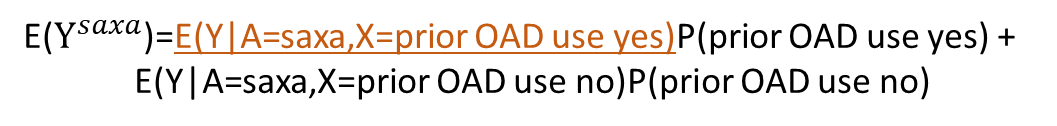 E(Y^{saxa})=E(Y|A=saxa,X=prior OAD use yes)P(prior OAD use yes) +
E(Y|A=saxa,X=prior OAD use no)P(prior OAD use no)